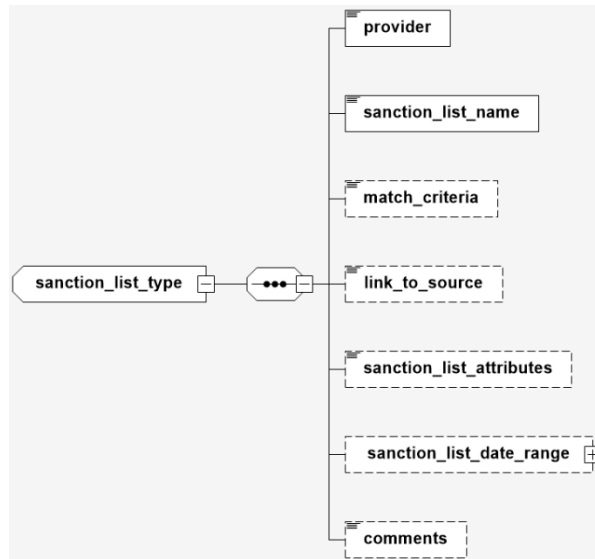 provider
sanction_list_name
match_criteria
sanction_list_type
link_to_source
sanction_list_attributes
sanction_list_date_range
comments